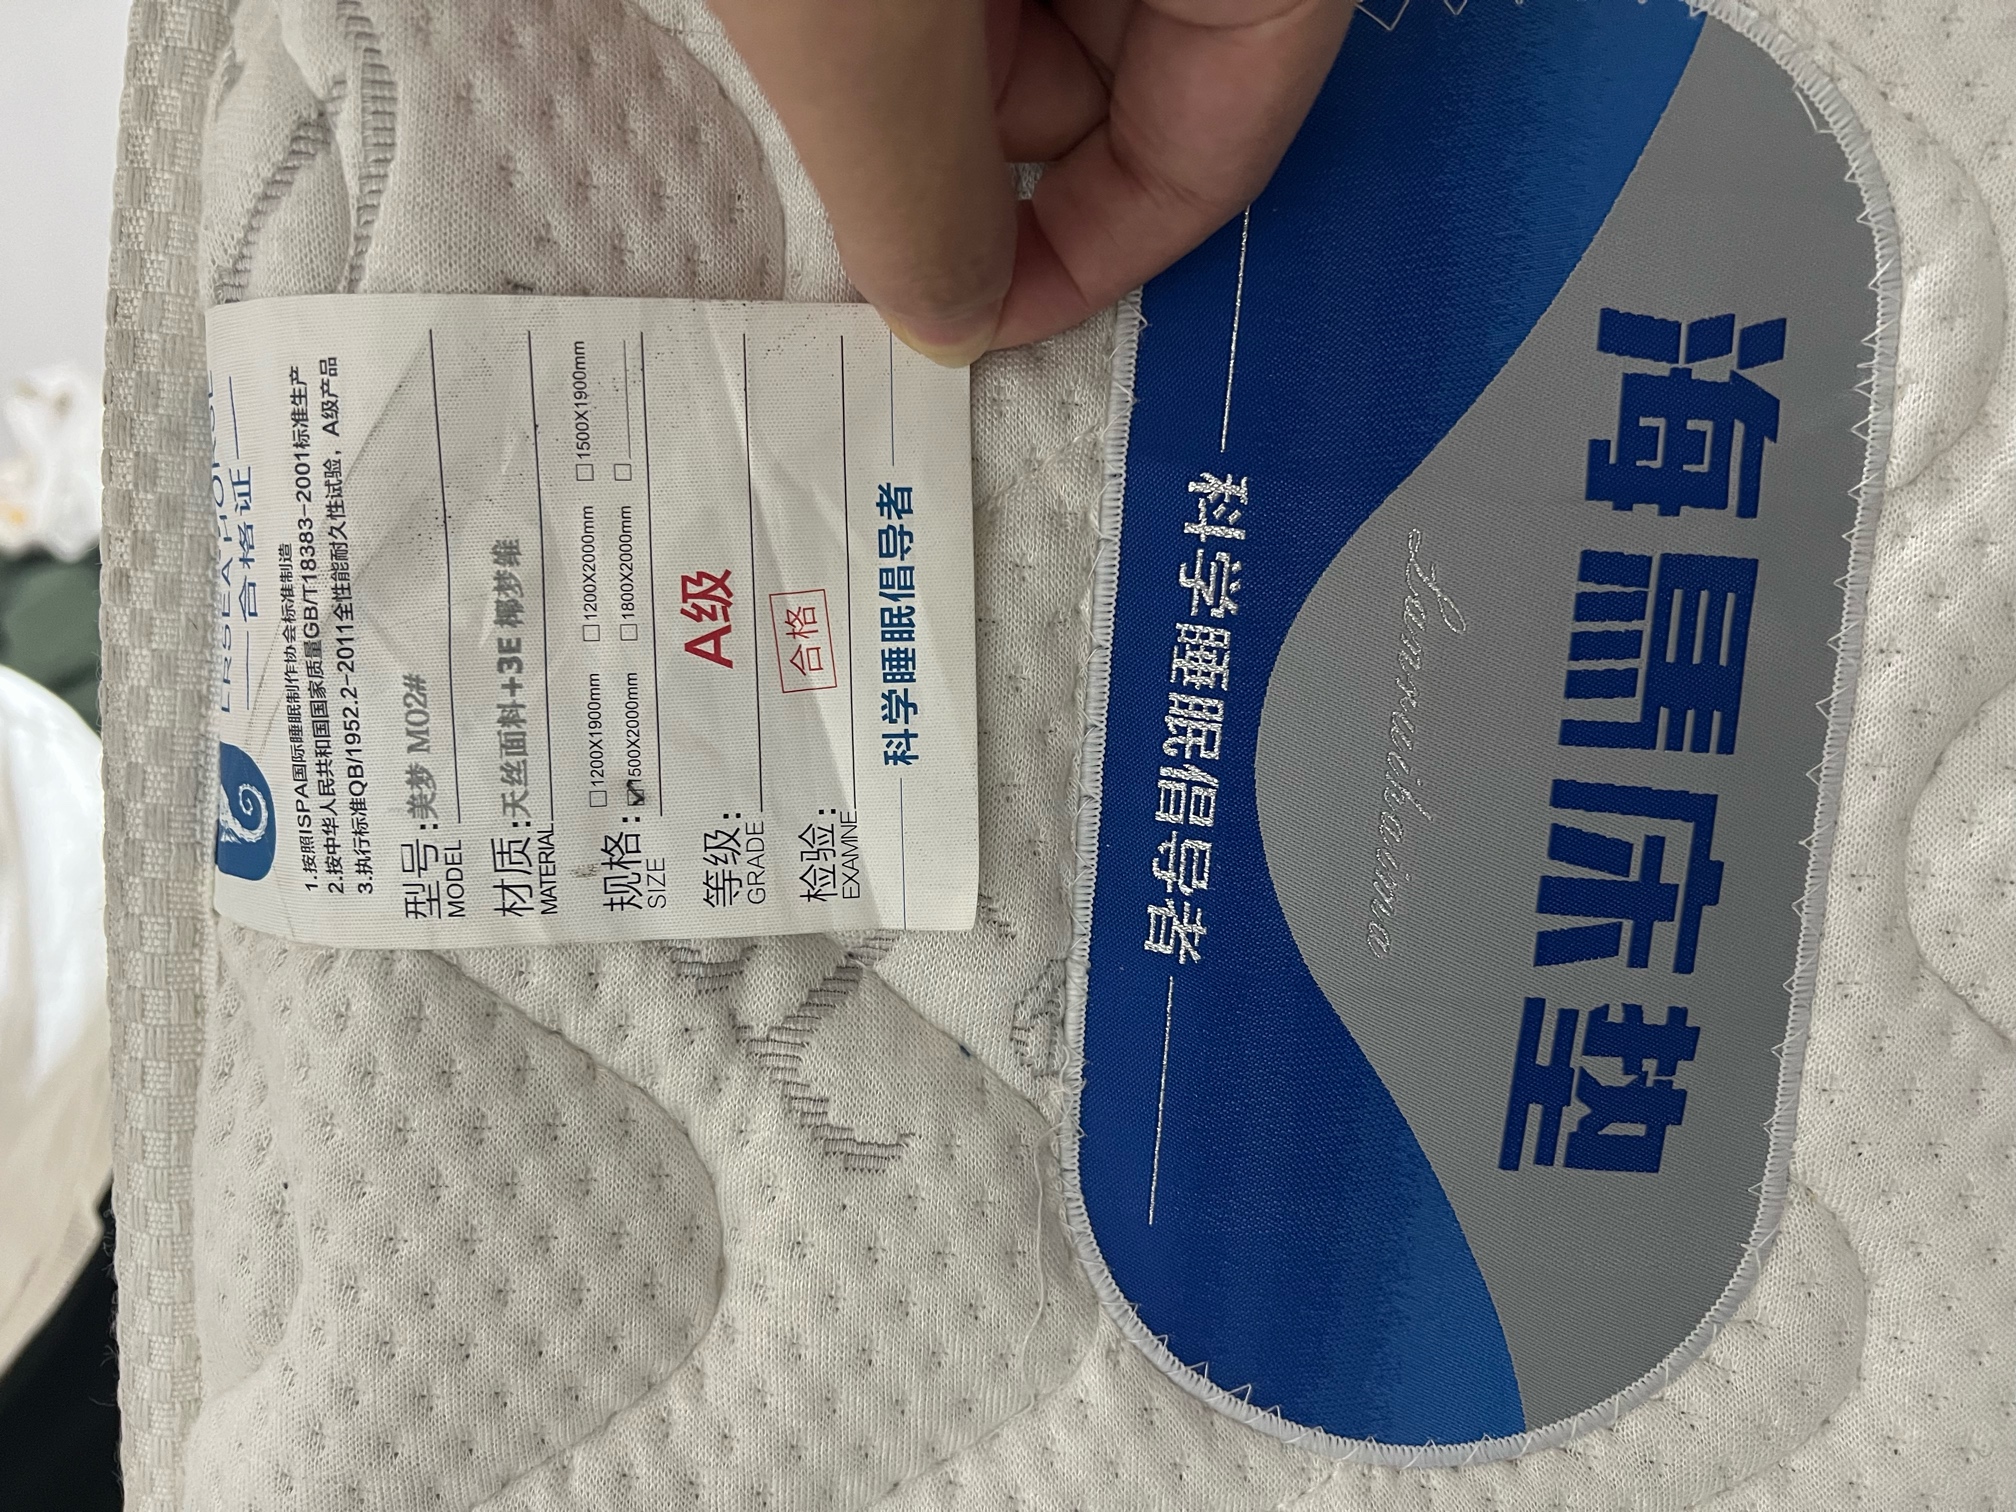 合格证
1.按照ISPA国际睡眠制作协会标准制造
2.按中华人民共和国国家质量GB/T18383-2001标准生产
3.执行标准QB/1952.2-2011全性能耐久性试验，A级产品
型号：美梦 M02#
MODEL
材质：天丝面料+3E 椰梦维
MATERIAL
规格：
SIZE
□1200X1900mm □1200X2000mm □1500X1900mm
☑1500X2000mm □1800X2000mm □
等级：A级
GRADE
检验：合格
EXAMINE
科学睡眠倡导者
科学睡眠倡导者
海黑床垫